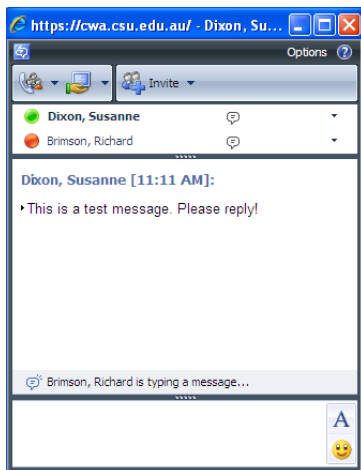 https://cwa.csu.edu.au/ - Dixon, Su...
Options ?
Invite
Dixon, Susanne
Brimson, Richard
Dixon, Susanne [11:11 AM]:
This is a test message. Please reply!
Brimson, Richard is typing a message...
A